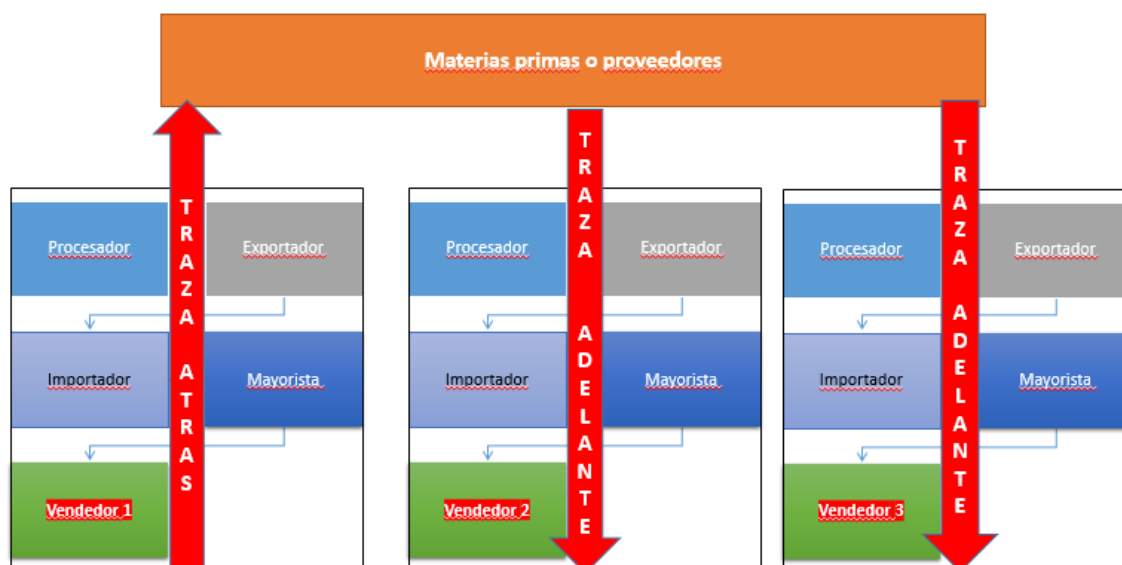 Materias primas o proveedores
TRAZA ATRAS
TRAZA ADELANTE
TRAZA ADELANTE
Procesador
Exportador
Importador
Mayorista
Vendedor 1
Procesador
Exportador
Importador
Mayorista
Vendedor 2
Procesador
Exportador
Importador
Mayorista
Vendedor 3